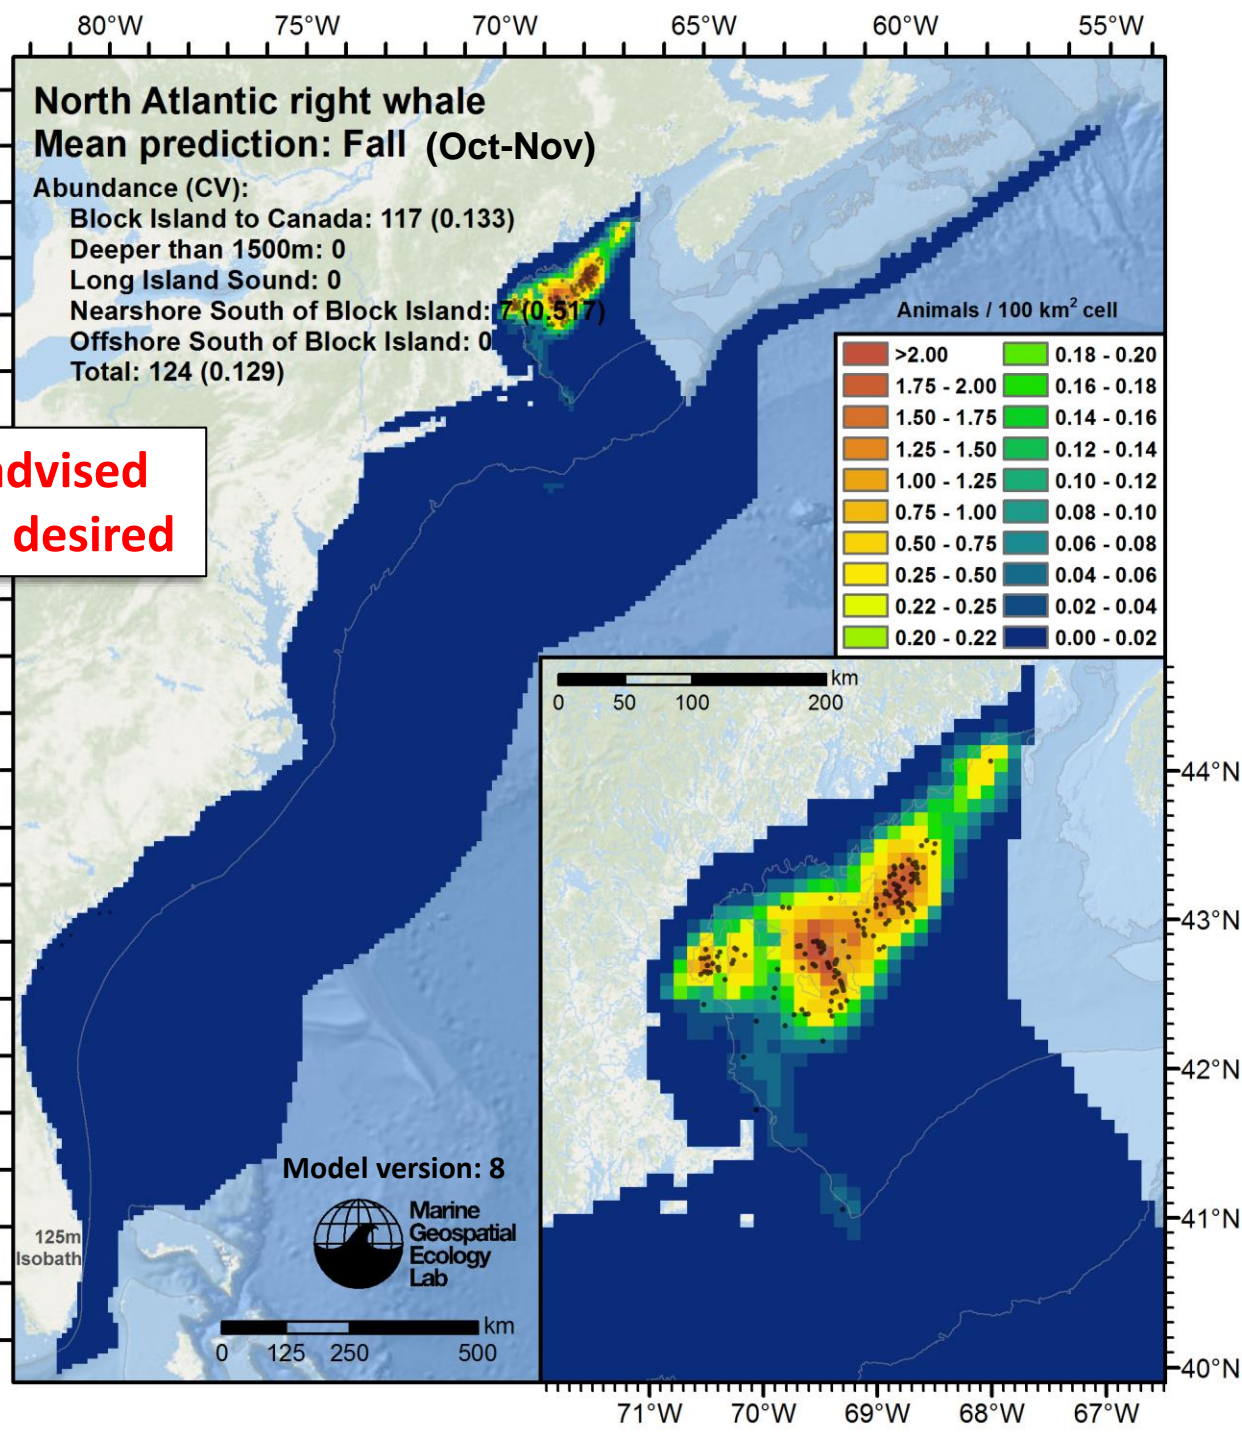 80°W 75°W 70°W 65°W 60°W 55°W
North Atlantic right whale
Mean prediction: Fall (Oct-Nov)
Abundance (CV):
Block Island to Canada: 117 (0.133)
Deeper than 1500m: 0
Long Island Sound: 0
Nearshore South of Block Island: 7 (0.517)
Offshore South of Block Island: 0
Total: 124 (0.129)
advised
desired
Animals / 100 km² cell
>2.00 0.18 - 0.20
1.75 - 2.00 0.16 - 0.18
1.50 - 1.75 0.14 - 0.16
1.25 - 1.50 0.12 - 0.14
1.00 - 1.25 0.10 - 0.12
0.75 - 1.00 0.08 - 0.10
0.50 - 0.75 0.06 - 0.08
0.25 - 0.50 0.04 - 0.06
0.22 - 0.25 0.02 - 0.04
0.20 - 0.22 0.00 - 0.02
km
0 50 100 200
44°N
43°N
42°N
41°N
40°N
71°W 70°W 69°W 68°W 67°W
Model version: 8
Marine
Geospatial
Ecology
Lab
125m
Isobath
km
0 125 250 500